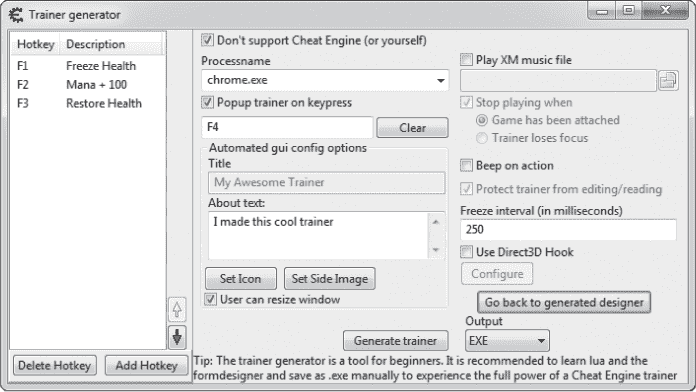 Trainer generator
Hotkey Description
F1 Freeze Health
F2 Mana + 100
F3 Restore Health
Delete Hotkey Add Hotkey
Don't support Cheat Engine (or yourself)
Processname
chrome.exe
Popup trainer on keypress
F4 Clear
Automated gui config options
Title
My Awesome Trainer
About text:
I made this cool trainer
Set Icon Set Side Image
User can resize window
Generate trainer
Play XM music file
Stop playing when
Game has been attached
Trainer loses focus
Beep on action
Protect trainer from editing/reading
Freeze interval (in milliseconds)
250
Use Direct3D Hook
Configure
Go back to generated designer
Output
EXE
Tip: The trainer generator is a tool for beginners. It is recommended to learn lua and the
formdesigner and save as .exe manually to experience the full power of a Cheat Engine trainer